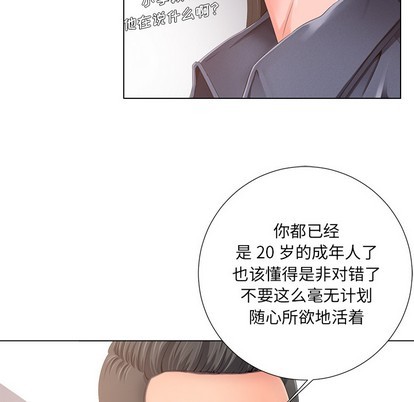 他在说什么啊?
你都已经
是 20 岁的成年人了
也该懂得是非对错了
不要这么毫无计划
随心所欲地活着